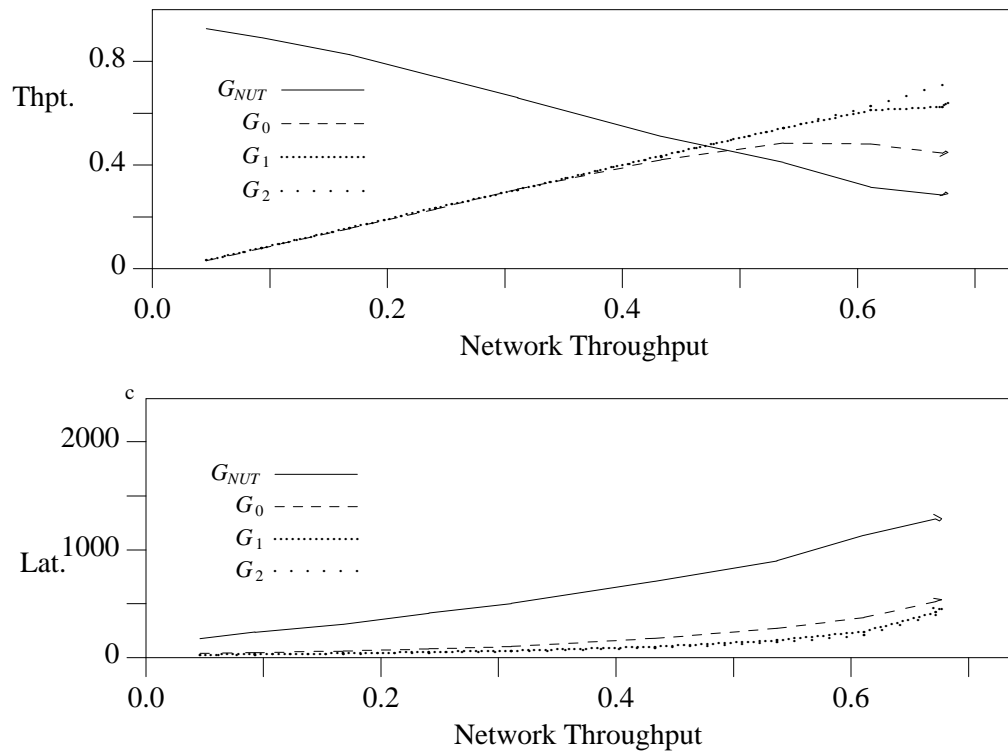 0.8
Thpt.
G_NUT
G_0
0.4
G_1
G_2
0
0.0 0.2 0.4 0.6
Network Throughput
c
2000
G_NUT
G_0
1000
G_1
Lat.
G_2
0
0.0 0.2 0.4 0.6
Network Throughput